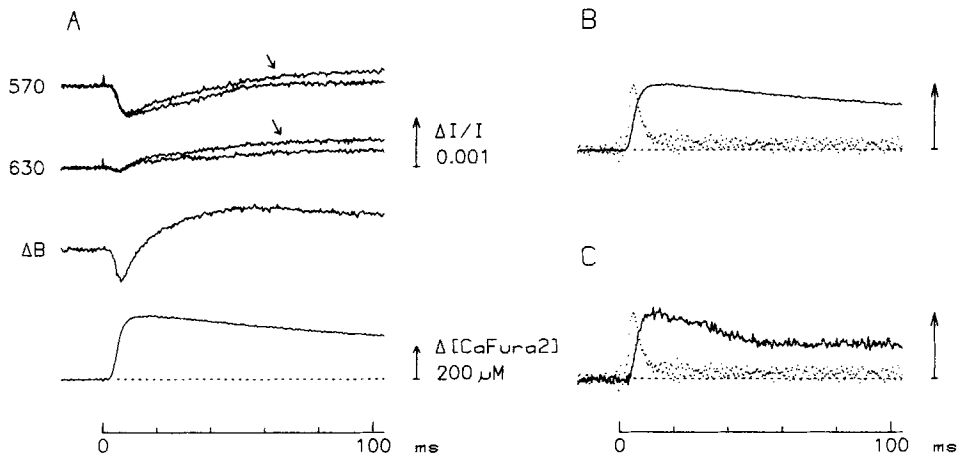 A
570
630
ΔB
ΔI/I
0.001
Δ[CaFura2]
200 μM
0
100
ms
B
C
0
100
ms